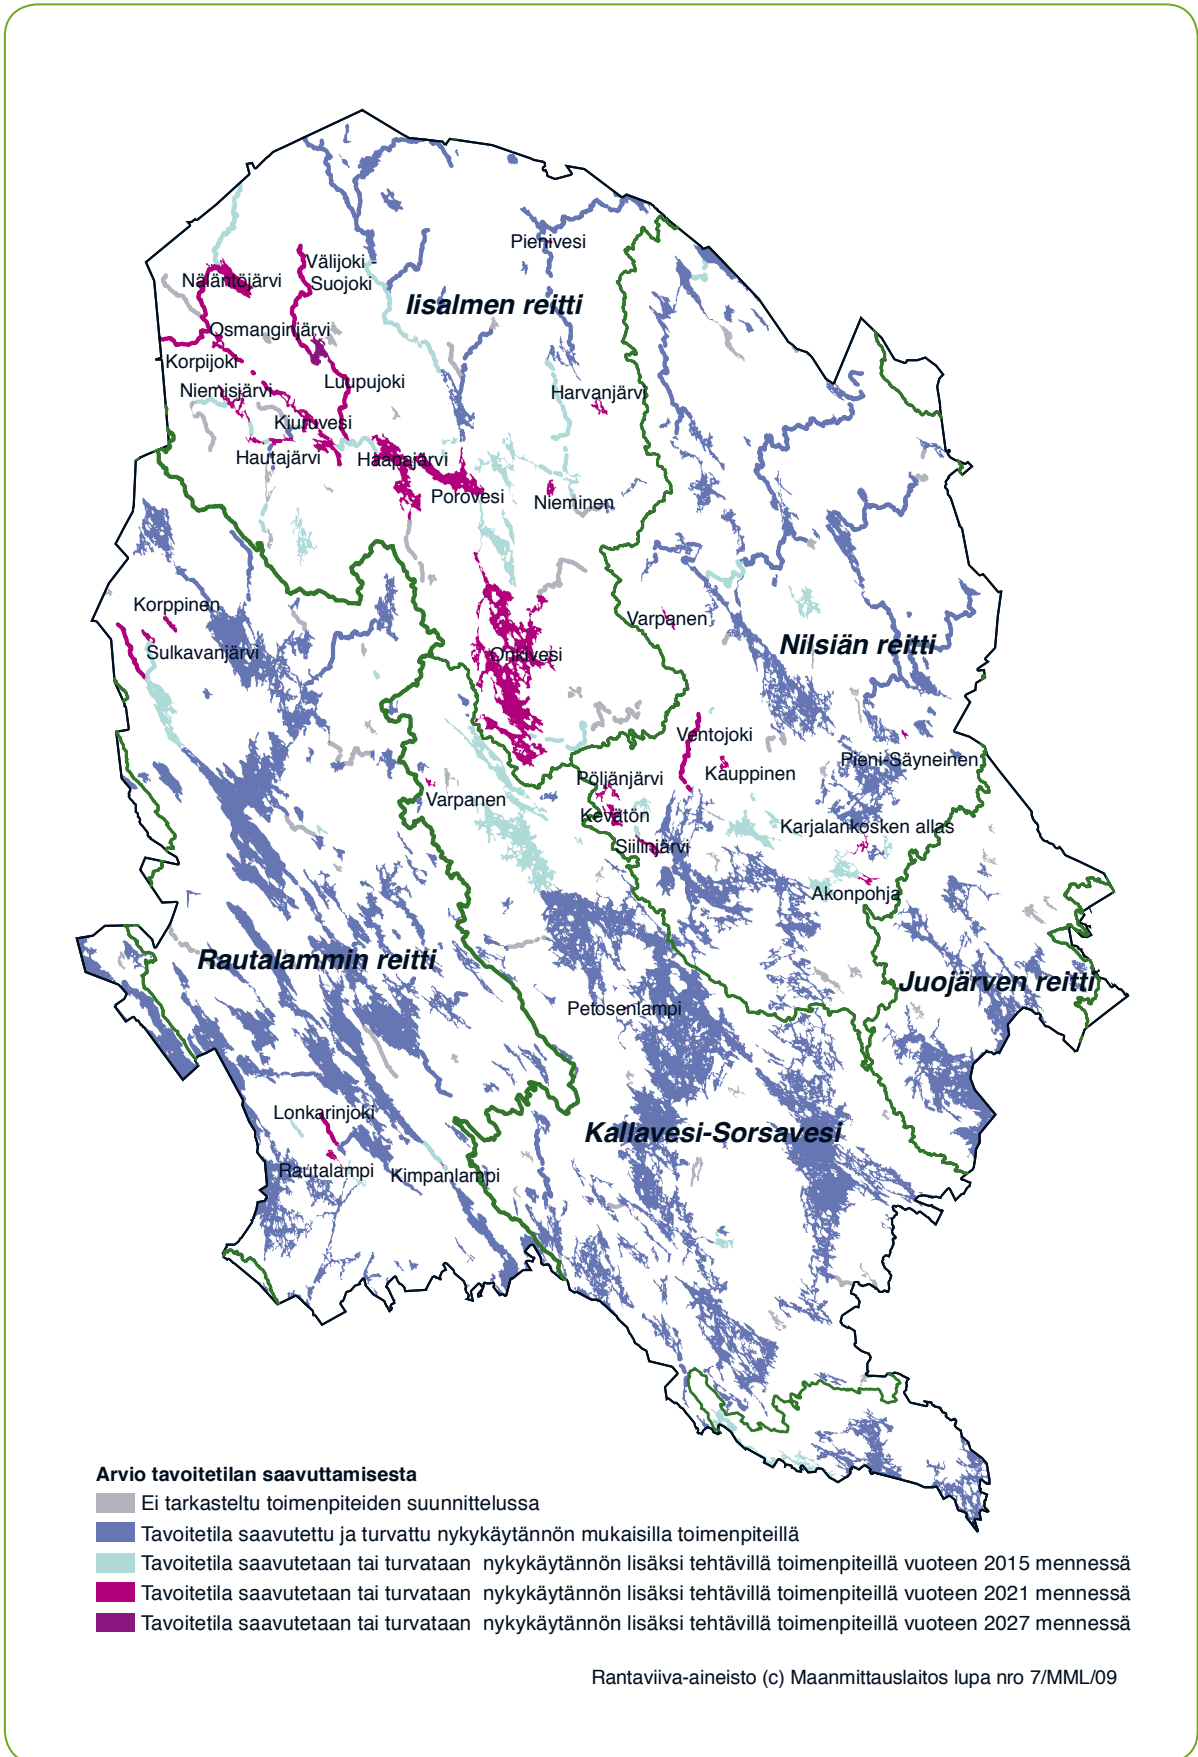 Pienivesi
Välijoki -
Suojoki
Näläntöjärvi
Iisalmen reitti
Osmanginjärvi
Korpijoki
Luupujoki
Niemisjärvi
Harvanjärvi
Kiuruvesi
Hautajärvi
Haapajärvi
Porovesi
Nieminen
Korppinen
Varpanen
Sulkavanjärvi
Onkivesi
Nilsiän reitti
Ventojoki
Pieni-Säyneinen
Pöljänjärvi
Kauppinen
Varpanen
Kevätön
Karjalankosken allas
Siilinjärvi
Akonpohja
Rautalammin reitti
Juojärven reitti
Petosenlampi
Lonkarinjoki
Kallavesi-Sorsavesi
Rautalampi
Kimpanlampi
Arvio tavoitetilan saavuttamisesta
Ei tarkasteltu toimenpiteiden suunnittelussa
Tavoitetila saavutettu ja turvattu nykykäytännön mukaisilla toimenpiteillä
Tavoitetila saavutetaan tai turvataan nykykäytännön lisäksi tehtävillä toimenpiteillä vuoteen 2015 mennessä
Tavoitetila saavutetaan tai turvataan nykykäytännön lisäksi tehtävillä toimenpiteillä vuoteen 2021 mennessä
Tavoitetila saavutetaan tai turvataan nykykäytännön lisäksi tehtävillä toimenpiteillä vuoteen 2027 mennessä
Rantaviiva-aineisto (c) Maanmittauslaitos lupa nro 7/MML/09